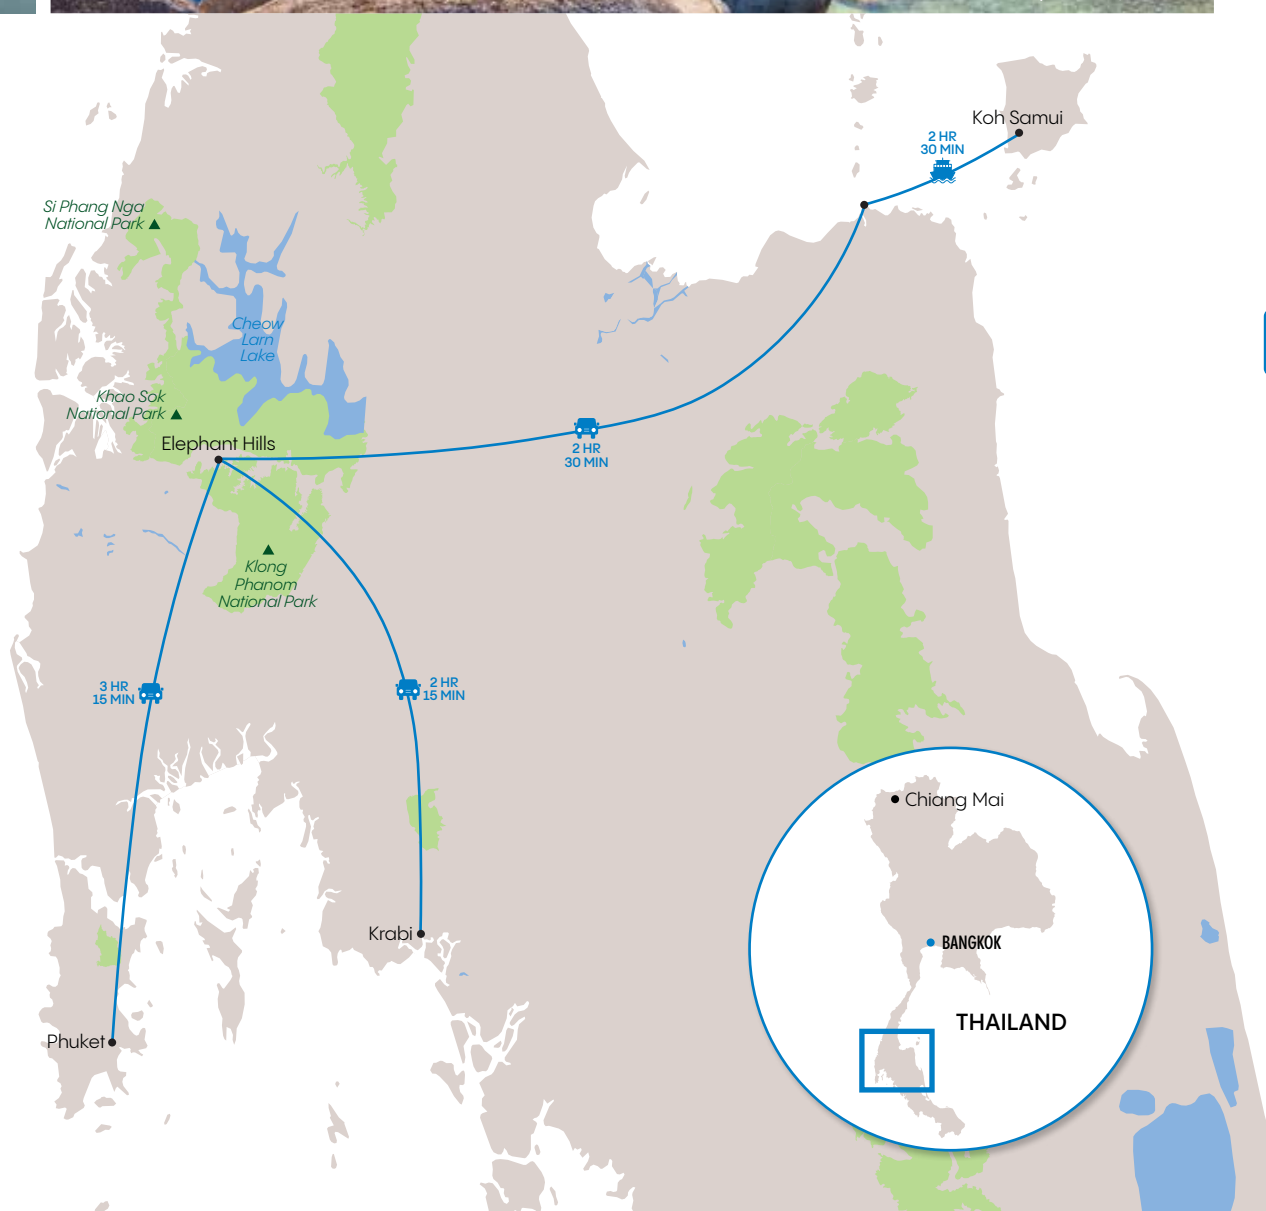 Koh Samui
2 HR
30 MIN
Si Phang Nga
National Park
Cheow
Larn
Lake
Khao Sok
National Park
Elephant Hills
2 HR
30 MIN
Klong
Phanom
National Park
3 HR
15 MIN
2 HR
15 MIN
Chiang Mai
Krabi
BANGKOK
THAILAND
Phuket